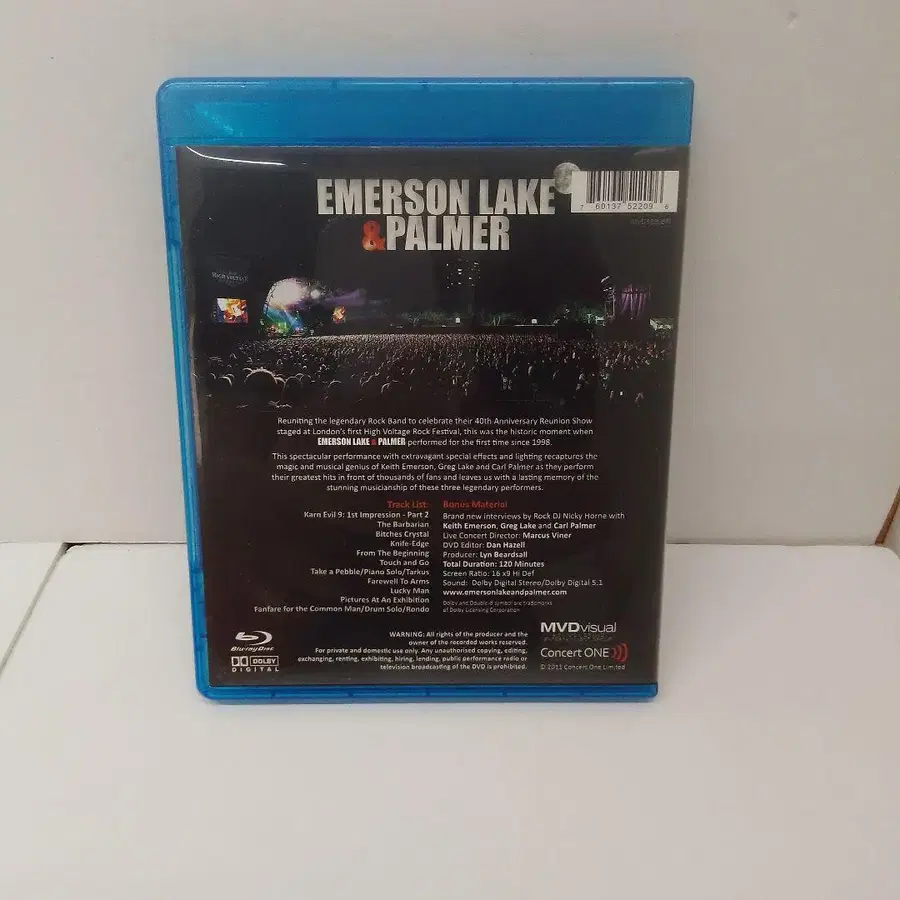 EMERSON LAKE
& PALMER
7 60137 52209 6
HIGH VOLTAGE
Reuniting the legendary Rock Band to celebrate their 40th Anniversary Reunion Show
staged at London's first High Voltage Rock Festival, this was the historic moment when
EMERSON LAKE & PALMER performed for the first time since 1998.
This spectacular performance with extravagant special effects and lighting recaptures the
magic and musical genius of Keith Emerson, Greg Lake and Carl Palmer as they perform
their greatest hits in front of thousands of fans and leaves us with a lasting memory of the
stunning musicianship of these three legendary performers.
Track List:
Karn Evil 9: 1st Impression - Part 2
The Barbarian
Bitches Crystal
Knife-Edge
From The Beginning
Touch and Go
Take a Pebble/Piano Solo/Tarkus
Farewell To Arms
Lucky Man
Pictures At An Exhibition
Fanfare for the Common Man/Drum Solo/Rondo
Bonus Material
Brand new interviews by Rock DJ Nicky Horne with
Keith Emerson, Greg Lake and Carl Palmer
Live Concert Director: Marcus Viner
DVD Editor: Dan Hazell
Producer: Lyn Beardsall
Total Duration: 120 Minutes
Screen Ratio: 16 x9 Hi Def
Sound: Dolby Digital Stereo/Dolby Digital 5.1
www.emersonlakeandpalmer.com
Dolby and Double-d symbol are trademarks
of Dolby Licensing Corporation
Blu-ray Disc
DOLBY
DIGITAL
WARNING: All rights of the producer and the
owner of the recorded works reserved.
For private and domestic use only. Any unauthorised copying, editing,
exchanging, renting, exhibiting, hiring, lending, public performance radio or
television broadcasting of the DVD is prohibited.
MVDvisual
Concert ONE
© 2011 Concert One Limited